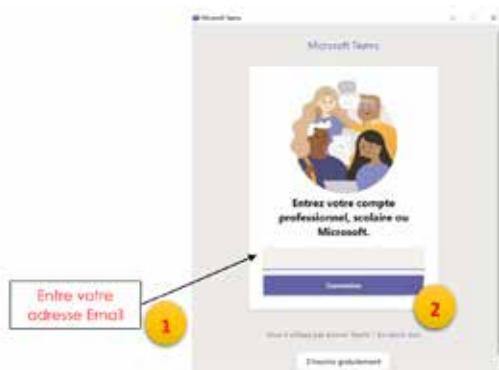 Microsoft Teams
Microsoft Teams
Entrez votre compte
professionnel, scolaire ou
Microsoft.
Entre votre
adresse Email
1
Connexion
2
S'inscrire gratuitement